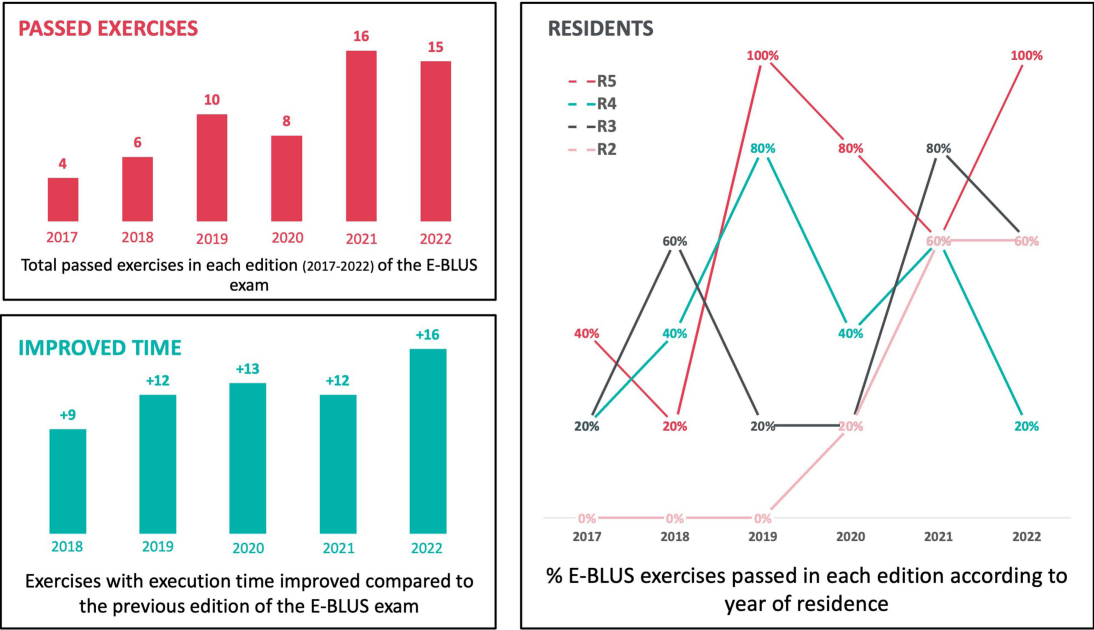 PASSED EXERCISES
16
15
10
8
6
4
2017 2018 2019 2020 2021 2022
Total passed exercises in each edition (2017-2022) of the E-BLUS
exam
IMPROVED TIME
+16
+13
+12
+12
+9
2018 2019 2020 2021 2022
Exercises with execution time improved compared to
the previous edition of the E-BLUS exam
RESIDENTS
100% 100%
R5
R4
R3
R2
80% 80% 80%
60% 60% 60%
40% 40% 40%
20% 20% 20% 20% 20%
0% 0% 0%
2017 2018 2019 2020 2021 2022
% E-BLUS exercises passed in each edition according to
year of residence